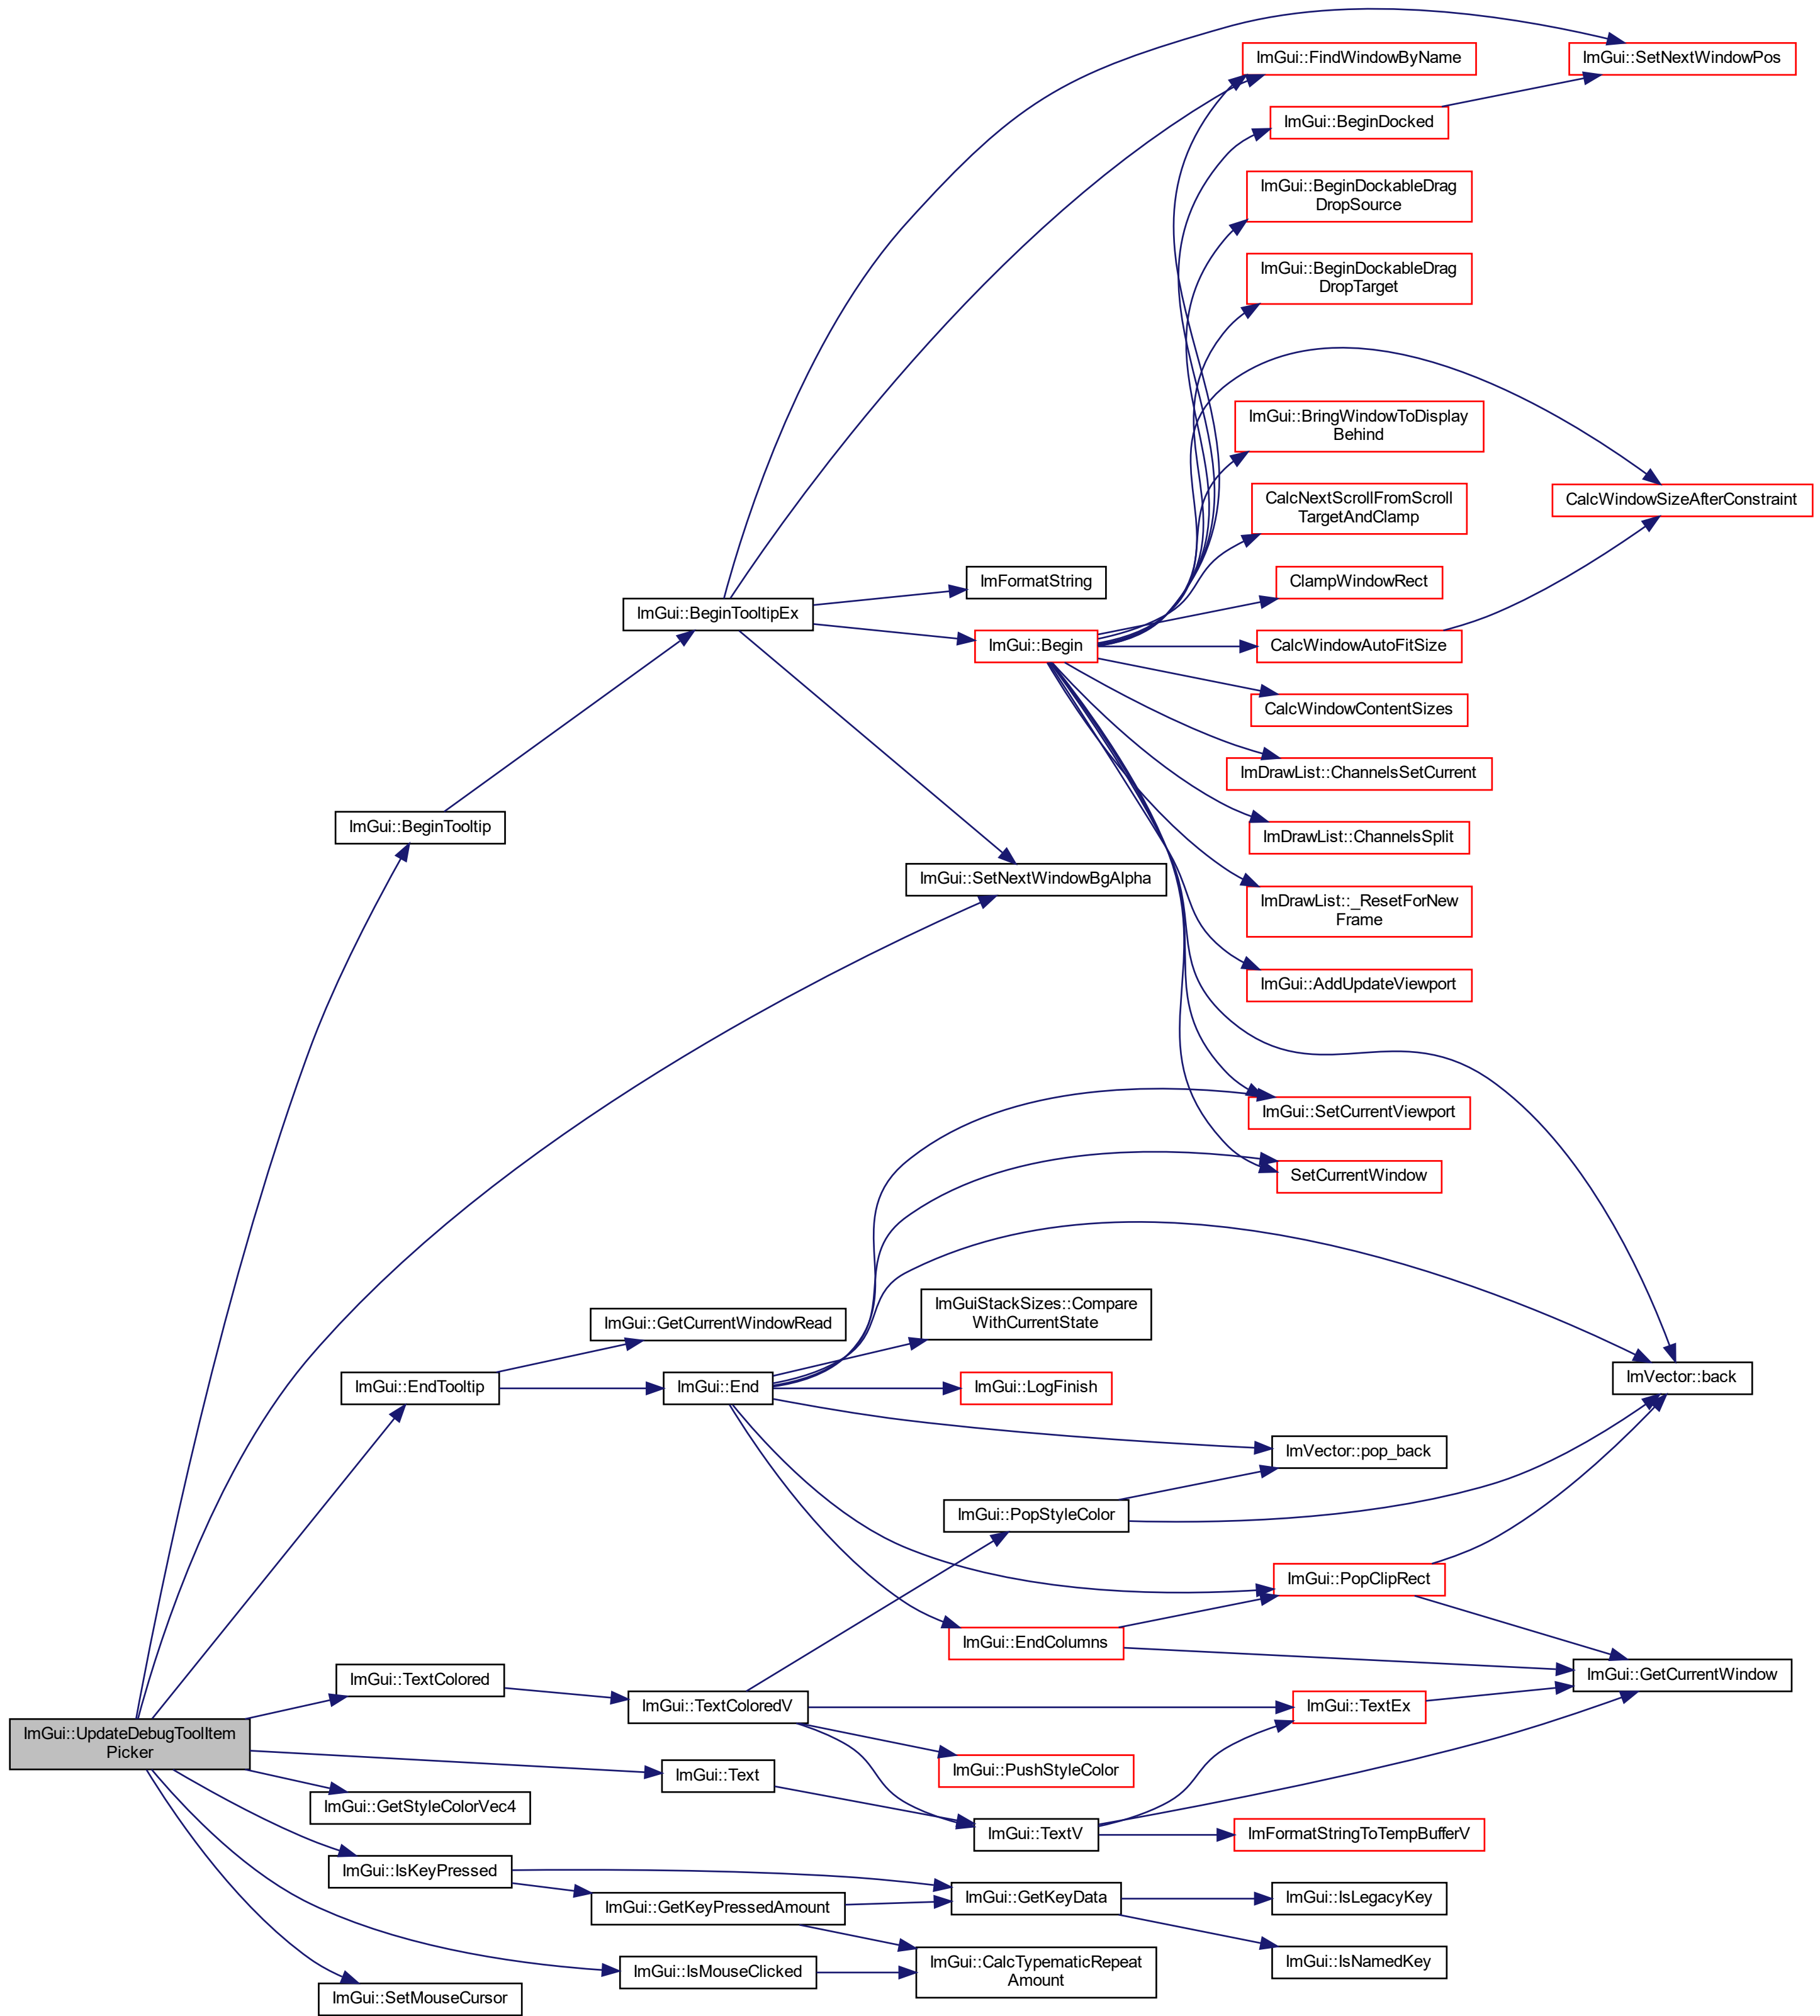 ImGui::FindWindowByName
ImGui::SetNextWindowPos
ImGui::BeginDocked
ImGui::BeginDockableDrag
DropSource
ImGui::BeginDockableDrag
DropTarget
ImGui::BringWindowToDisplay
Behind
CalcNextScrollFromScroll
TargetAndClamp
CalcWindowSizeAfterConstraint
ImFormatString
ClampWindowRect
ImGui::BeginTooltipEx
ImGui::Begin
CalcWindowAutoFitSize
CalcWindowContentSizes
ImDrawList::ChannelsSetCurrent
ImGui::BeginTooltip
ImDrawList::ChannelsSplit
ImGui::SetNextWindowBgAlpha
ImDrawList::_ResetForNew
Frame
ImGui::AddUpdateViewport
ImGui::SetCurrentViewport
SetCurrentWindow
ImGui::GetCurrentWindowRead
ImGuiStackSizes::Compare
WithCurrentState
ImGui::EndTooltip
ImGui::End
ImGui::LogFinish
ImVector::back
ImVector::pop_back
ImGui::PopStyleColor
ImGui::PopClipRect
ImGui::EndColumns
ImGui::GetCurrentWindow
ImGui::TextColored
ImGui::TextColoredV
ImGui::TextEx
ImGui::UpdateDebugToolItem
Picker
ImGui::Text
ImGui::PushStyleColor
ImGui::GetStyleColorVec4
ImGui::TextV
ImFormatStringToTempBufferV
ImGui::IsKeyPressed
ImGui::GetKeyPressedAmount
ImGui::GetKeyData
ImGui::IsLegacyKey
ImGui::IsNamedKey
ImGui::IsMouseClicked
ImGui::CalcTypematicRepeat
Amount
ImGui::SetMouseCursor